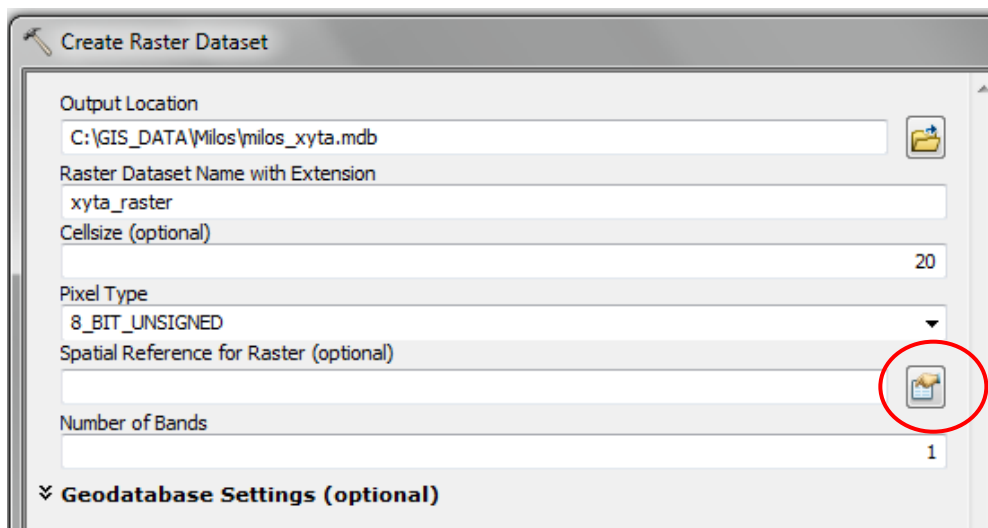 Create Raster Dataset
Output Location
C:\GIS_DATA\Milos\milos_xyta.mdb
Raster Dataset Name with Extension
xyta_raster
Cellsize (optional)
20
Pixel Type
8_BIT_UNSIGNED
Spatial Reference for Raster (optional)
Number of Bands
1
Geodatabase Settings (optional)